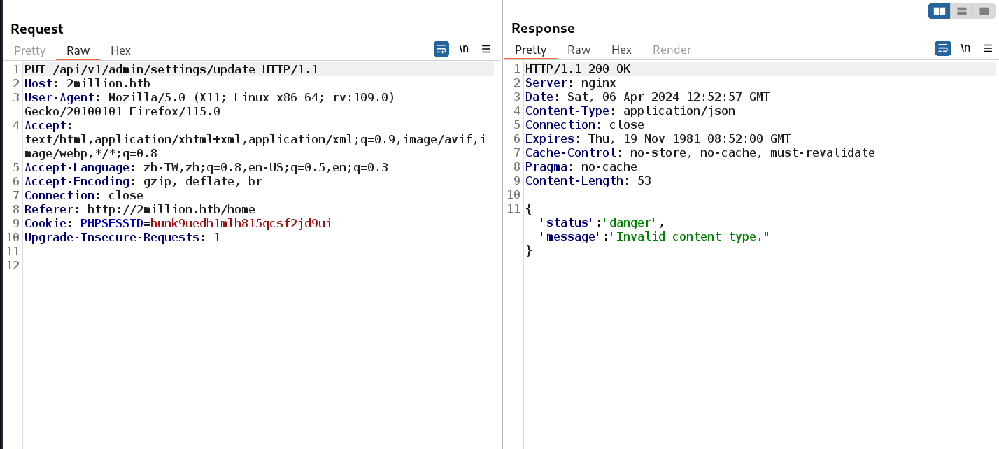 Request
Pretty Raw Hex
\n
1 PUT /api/v1/admin/settings/update HTTP/1.1
2 Host: 2million.htb
3 User-Agent: Mozilla/5.0 (X11; Linux x86_64; rv:109.0)
Gecko/20100101 Firefox/115.0
4 Accept:
text/html,application/xhtml+xml,application/xml;q=0.9,image/avif,i
mage/webp,*/*;q=0.8
5 Accept-Language: zh-TW,zh;q=0.8,en-US;q=0.5,en;q=0.3
6 Accept-Encoding: gzip, deflate, br
7 Connection: close
8 Referer: http://2million.htb/home
9 Cookie: PHPSESSID=hunk9uedh1mlh815qcsf2jd9ui
10 Upgrade-Insecure-Requests: 1
11
12
Response
Pretty Raw Hex Render
\n
1 HTTP/1.1 200 OK
2 Server: nginx
3 Date: Sat, 06 Apr 2024 12:52:57 GMT
4 Content-Type: application/json
5 Connection: close
6 Expires: Thu, 19 Nov 1981 08:52:00 GMT
7 Cache-Control: no-store, no-cache, must-revalidate
8 Pragma: no-cache
9 Content-Length: 53
10
11 {
"status":"danger",
"message":"Invalid content type."
}